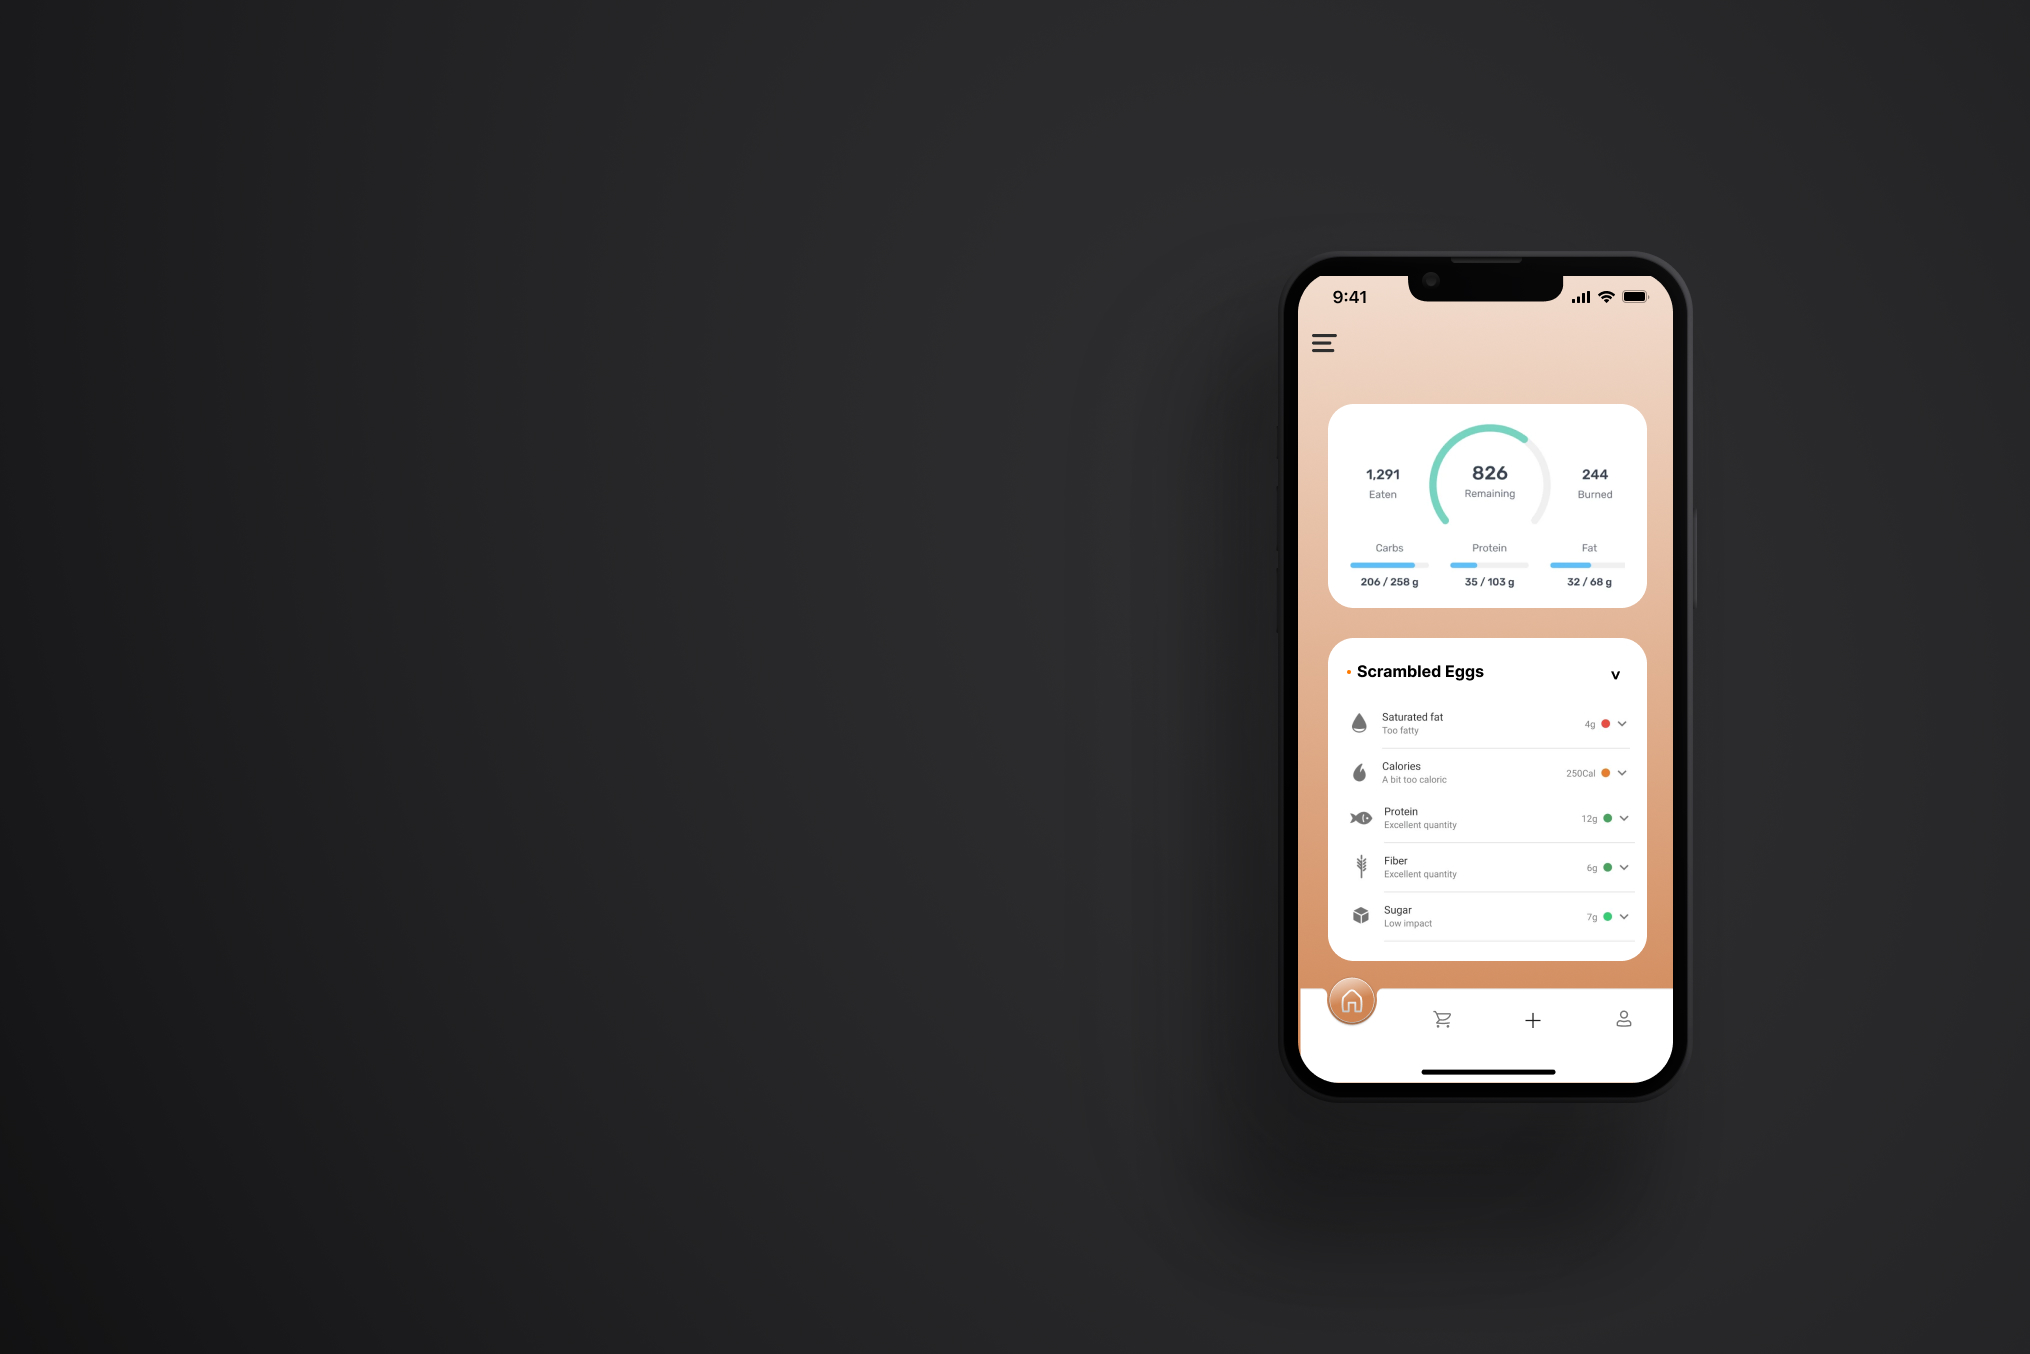 9:41
1,291
Eaten
826
Remaining
244
Burned
Carbs
Protein
Fat
206 / 258 g
35 / 103 g
32 / 68 g
Scrambled Eggs
v
Saturated fat
Too fatty
4g
Calories
A bit too caloric
250Cal
Protein
Excellent quantity
12g
Fiber
Excellent quantity
6g
Sugar
Low impact
7g